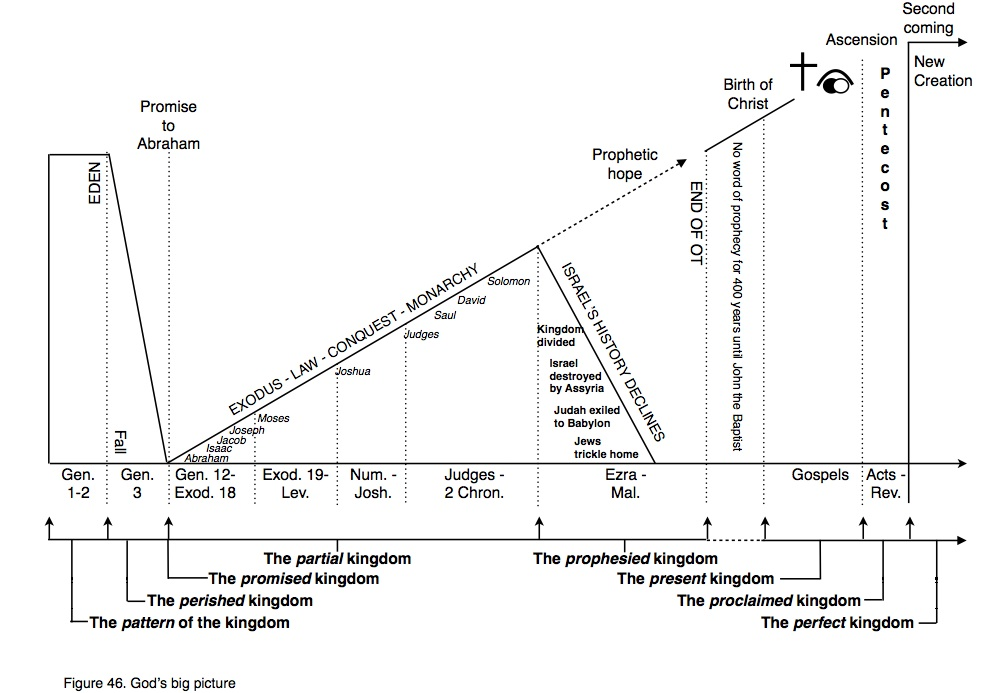 Second
coming
Ascension
New
Creation
Pentecost
Birth of
Christ
Promise
to
Abraham
Prophetic
hope
EDEN
Fall
EXODUS - LAW - CONQUEST - MONARCHY
Solomon
David
Saul
Judges
Joshua
Moses
Joseph
Jacob
Isaac
Abraham
ISRAEL'S HISTORY DECLINES
Kingdom
divided
Israel
destroyed
by Assyria
Judah exiled
to Babylon
Jews
trickle home
END OF OT
No word of prophecy for 400 years until John the Baptist
Gen.
1-2
Gen.
3
Gen. 12-
Exod. 18
Exod. 19-
Lev.
Num. -
Josh.
Judges -
2 Chron.
Ezra -
Mal.
Gospels
Acts -
Rev.
The partial kingdom
The prophesied kingdom
The promised kingdom
The present kingdom
The perished kingdom
The proclaimed kingdom
The pattern of the kingdom
The perfect kingdom
Figure 46. God's big picture